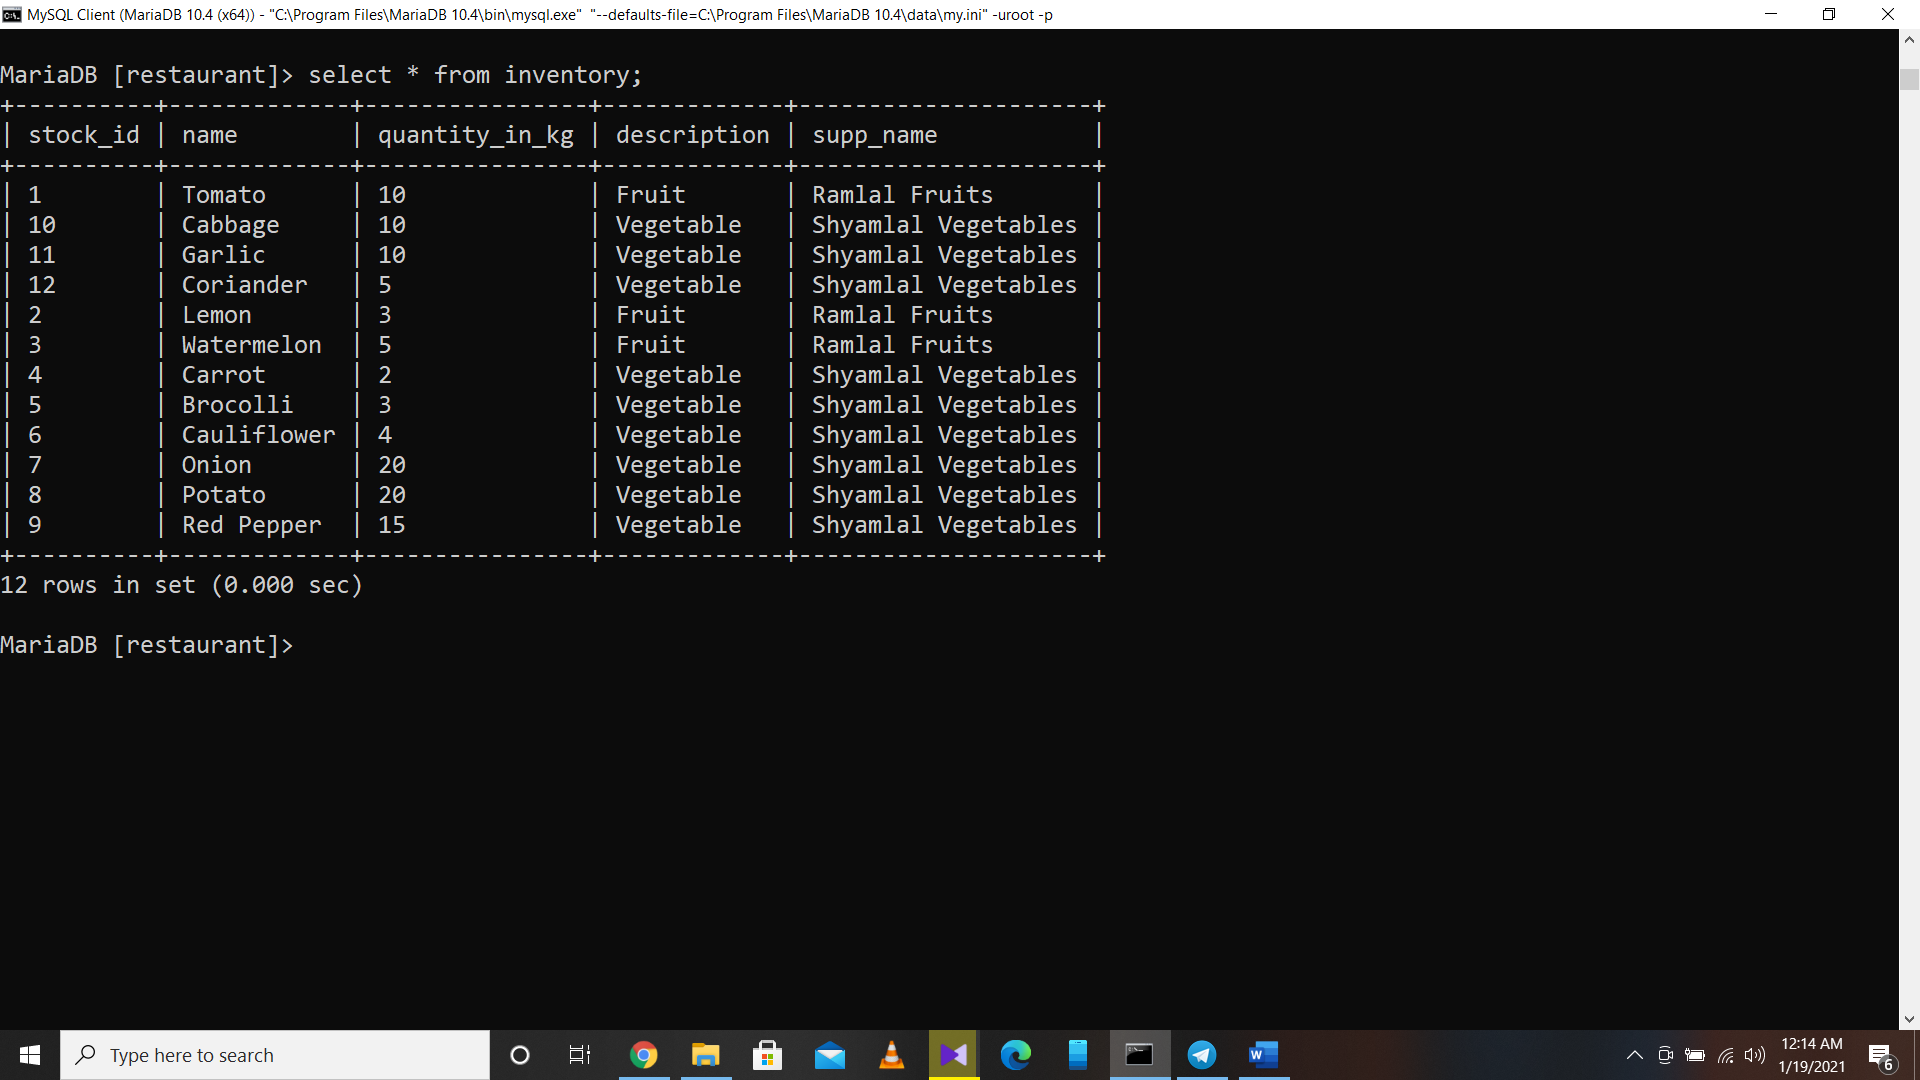 MySQL Client (MariaDB 10.4 (x64)) - "C:\Program Files\MariaDB 10.4\bin\mysql.exe"  "--defaults-file=C:\Program Files\MariaDB 10.4\data\my.ini" -uroot -p
MariaDB [restaurant]> select * from inventory;
+----------+-------------+----------------+-------------+---------------------+
| stock_id | name        | quantity_in_kg | description | supp_name           |
+----------+-------------+----------------+-------------+---------------------+
| 1        | Tomato      | 10             | Fruit       | Ramlal Fruits       |
| 10       | Cabbage     | 10             | Vegetable   | Shyamlal Vegetables |
| 11       | Garlic      | 10             | Vegetable   | Shyamlal Vegetables |
| 12       | Coriander   | 5              | Vegetable   | Shyamlal Vegetables |
| 2        | Lemon       | 3              | Fruit       | Ramlal Fruits       |
| 3        | Watermelon  | 5              | Fruit       | Ramlal Fruits       |
| 4        | Carrot      | 2              | Vegetable   | Shyamlal Vegetables |
| 5        | Brocolli    | 3              | Vegetable   | Shyamlal Vegetables |
| 6        | Cauliflower | 4              | Vegetable   | Shyamlal Vegetables |
| 7        | Onion       | 20             | Vegetable   | Shyamlal Vegetables |
| 8        | Potato      | 20             | Vegetable   | Shyamlal Vegetables |
| 9        | Red Pepper  | 15             | Vegetable   | Shyamlal Vegetables |
+----------+-------------+----------------+-------------+---------------------+
12 rows in set (0.000 sec)
MariaDB [restaurant]>
Type here to search
12:14 AM
1/19/2021
6